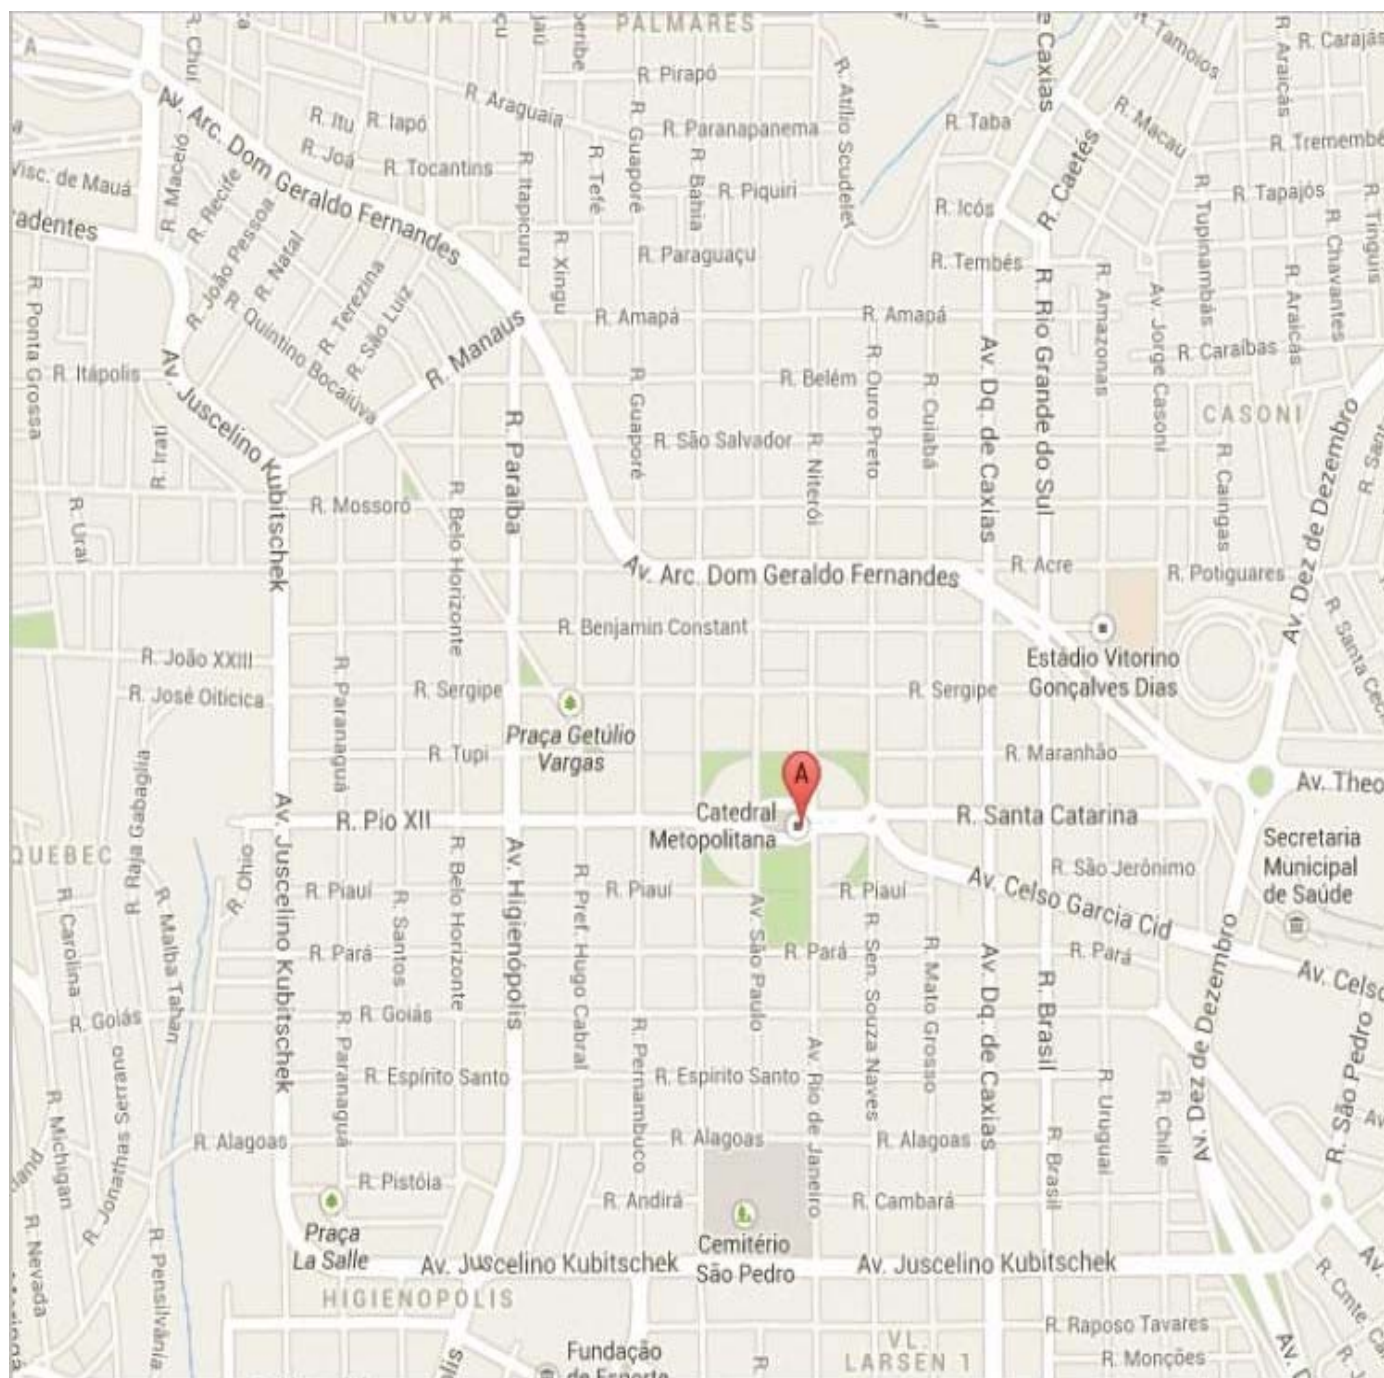 NOVA
PALMARES
A
R. Chuí
R. Pirapó
R. Araguaia
R. Atílio Scudeler
R. Taba
Caxias
R. Tamoios
R. Macau
R. Araicás
R. Carajás
R. Itu
R. Iapó
R. Joá
R. Tocantins
R. Paranapanema
R. Guaporé
R. Bahia
R. Piquiri
R. Caetés
R. Tremembé
R. Tapajós
Visc. de Mauá
R. Maceió
R. Recife
R. João Pessoa
R. Natal
R. Terezina
R. São Luiz
R. Quintino Bocaiúva
Av. Arc. Dom Geraldo Fernandes
R. Itapicuru
R. Tefé
R. Xingu
R. Icós
R. Tembés
R. Paraguaçu
R. Tupinambás
R. Chavantes
R. Tinguis
radentes
R. Ponta Grossa
R. Itápolis
R. Manaus
R. Amapá
R. Amapá
R. Rio Grande do Sul
R. Amazonas
Av. Jorge Casoni
R. Araicás
R. Caraíbas
Av. Juscelino Kubitschek
R. Irati
R. Paraíba
R. Guaporé
R. Belém
R. São Salvador
R. Niterói
R. Ouro Preto
R. Cuiabá
Av. Dq. de Caxias
CASONI
R. Caingas
Av. Dez de Dezembro
R. Uraí
R. Mossoró
R. Belo Horizonte
Av. Arc. Dom Geraldo Fernandes
R. Acre
R. Potiguares
R. Benjamin Constant
R. João XXIII
R. José Oiticica
R. Paranaguá
R. Sergipe
R. Sergipe
Estádio Vitorino
Gonçalves Dias
Praça Getúlio
Vargas
R. Tupi
R. Maranhão
A
Av. Theo
R. Pio XII
Catedral
Metopolitana
R. Santa Catarina
Secretaria
Municipal
de Saúde
QUEBEC
R. Raja Gabaglia
R. Ohio
Av. Juscelino Kubitschek
Av. Higienópolis
R. Belo Horizonte
R. Pref. Hugo Cabral
R. Piauí
R. Piauí
R. Piauí
R. São Jerônimo
Av. Celso Garcia Cid
Av. Celso
R. Carolina
R. Malba Tahan
R. Santos
R. Pará
R. Pará
R. Pará
Av São Paulo
R. Sen. Souza Naves
R. Mato Grosso
Av. Dq. de Caxias
R. Brasil
Av. Dez de Dezembro
R. Goiás
R. Goiás
R. Paranaguá
R. Espírito Santo
R. Espirito Santo
R. Pernambuco
Av Rio de Janeiro
R. Uruguai
R. Chile
R. São Pedro
R. Michigan
R. Jonathas Serrano
R. Alagoas
R. Alagoas
R. Alagoas
R. Brasil
R. Pistóia
R. Andirá
R. Cambará
R. Nevada
R. Pensilvânia
Praça
La Salle
Cemitério
São Pedro
Av. Juscelino Kubitschek
Av. Juscelino Kubitschek
HIGIENOPOLIS
Fundação
de Esporte
VL.
LARSEN 1
R. Raposo Tavares
R. Monções